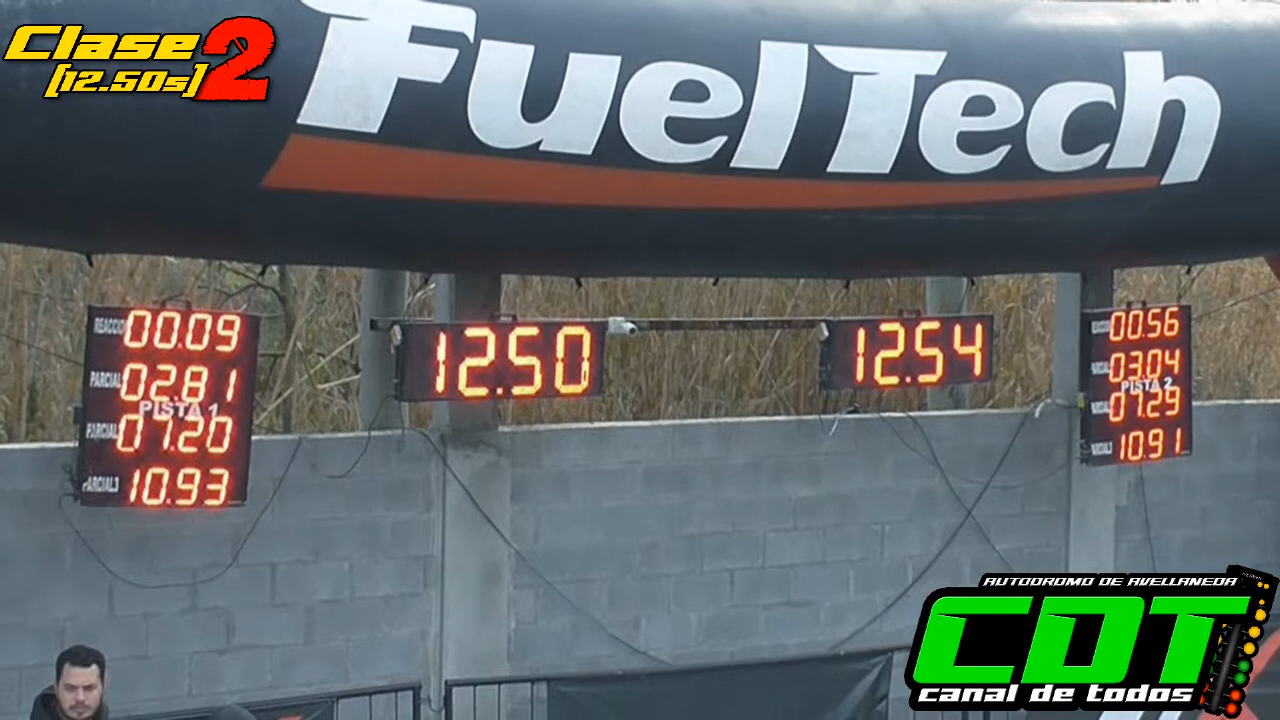 Clase 2
[12.50s]
FuelTech
REACCIO 00.09
PARCIAL 02.81
PISTA 1
PARCIAL 07.20
PARCIAL3 10.93
12.50
12.54
00.56
03.04
PISTA 2
07.29
10.91
AUTODROMO DE AVELLANEDA
CDT
canal de todos